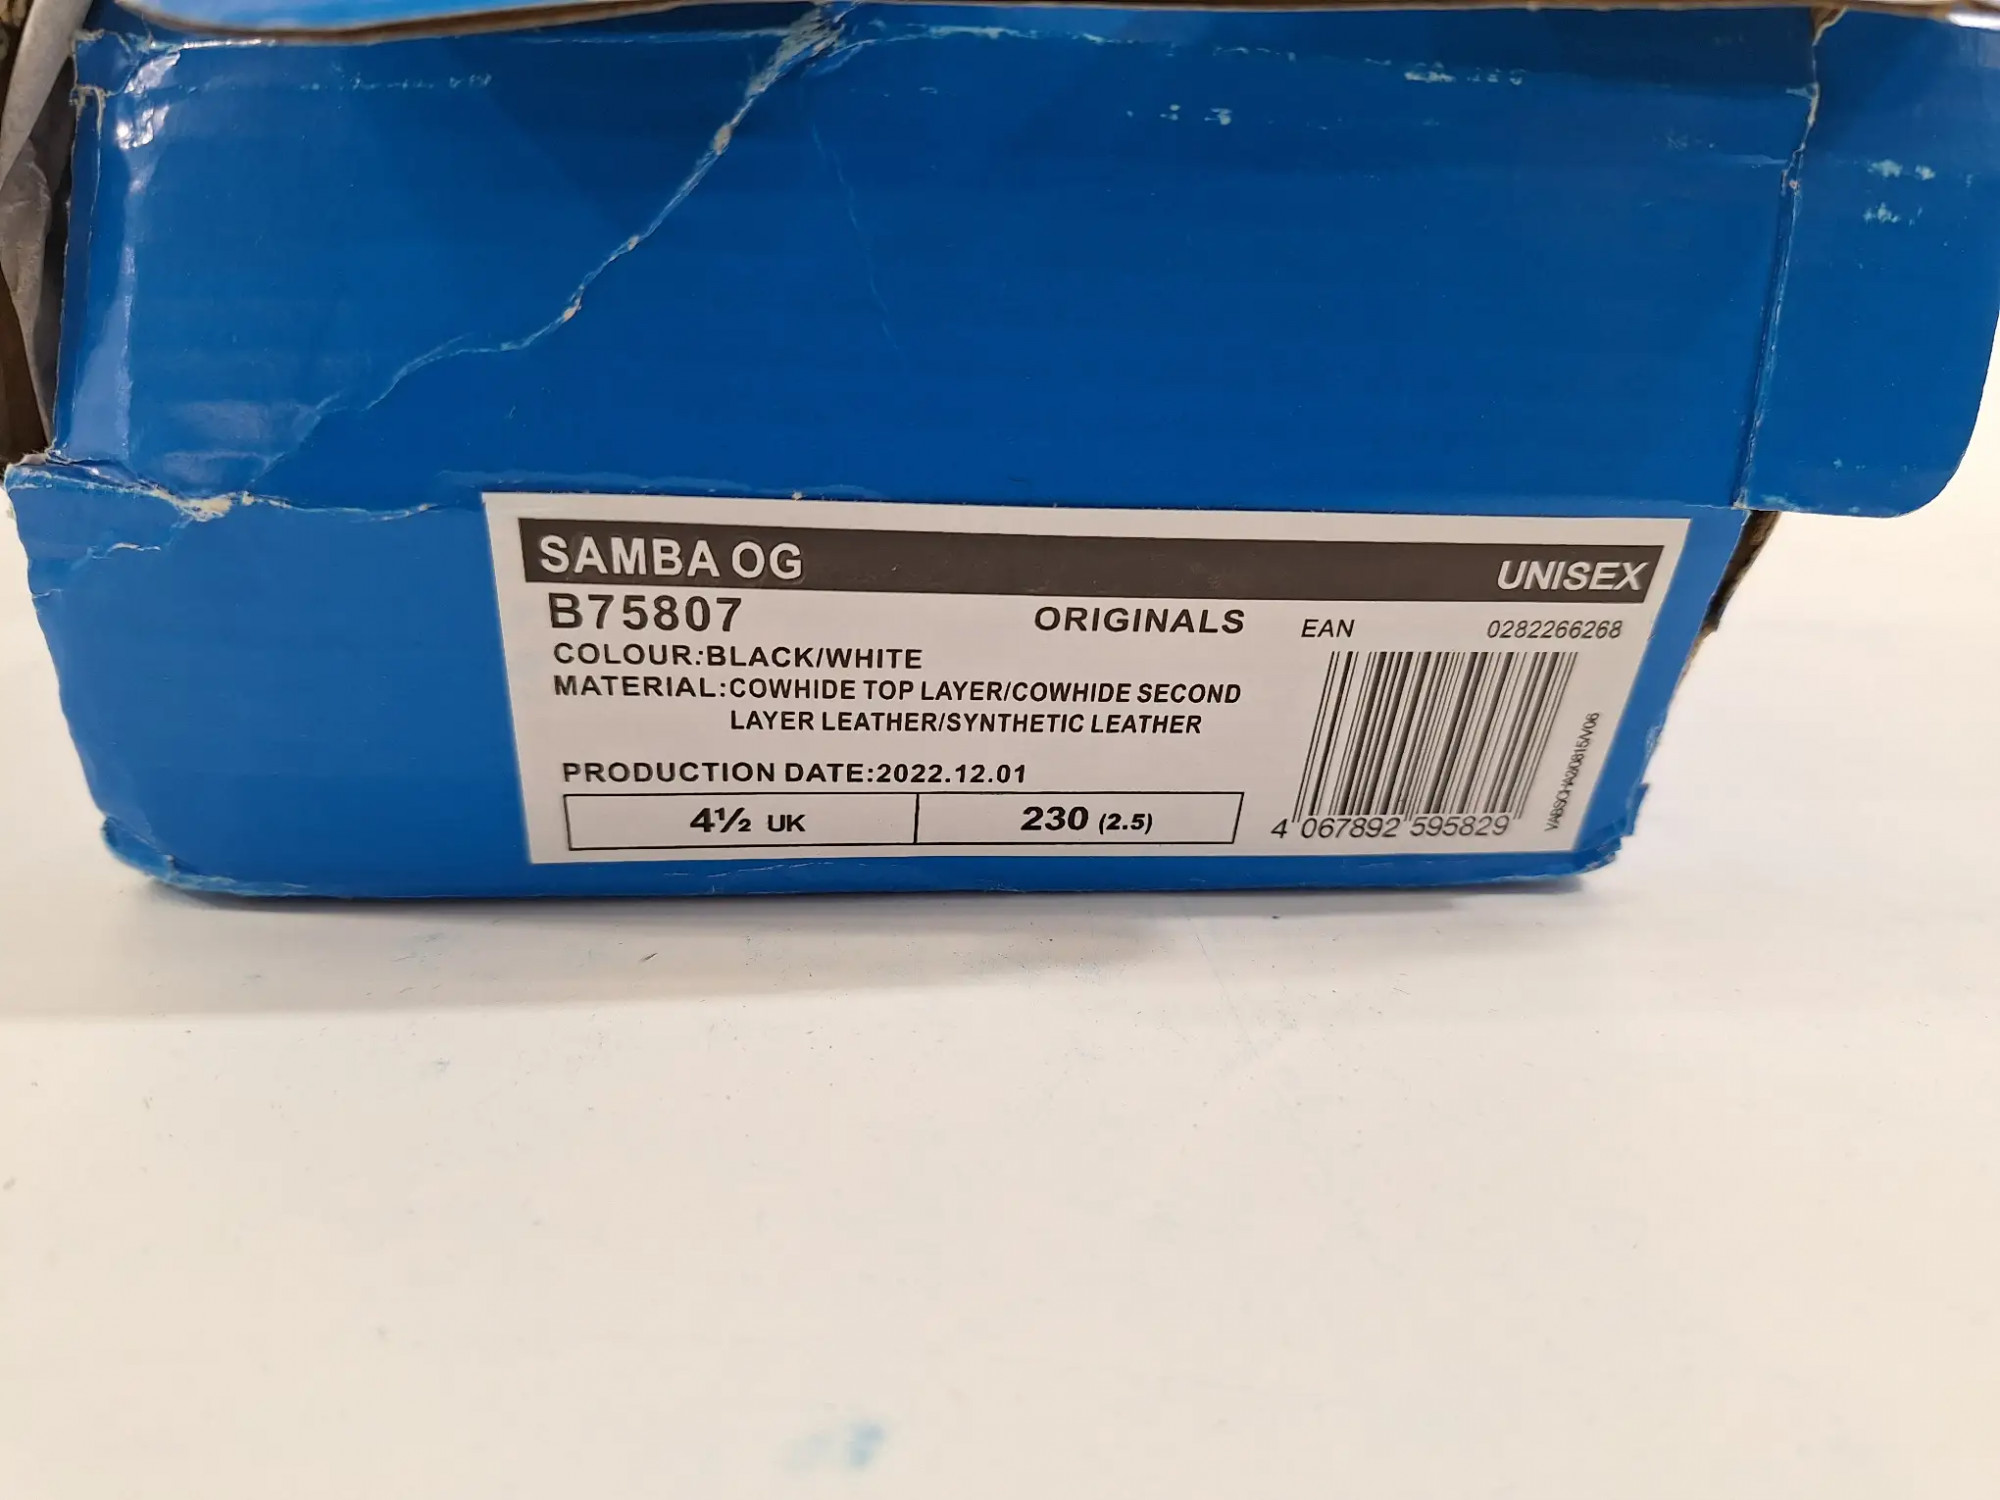 SAMBA OG UNISEX
B75807 ORIGINALS EAN 0282266268
COLOUR:BLACK/WHITE
MATERIAL:COWHIDE TOP LAYER/COWHIDE SECOND
LAYER LEATHER/SYNTHETIC LEATHER
PRODUCTION DATE:2022.12.01
4½ UK 230 (2.5)
4 067892 595829